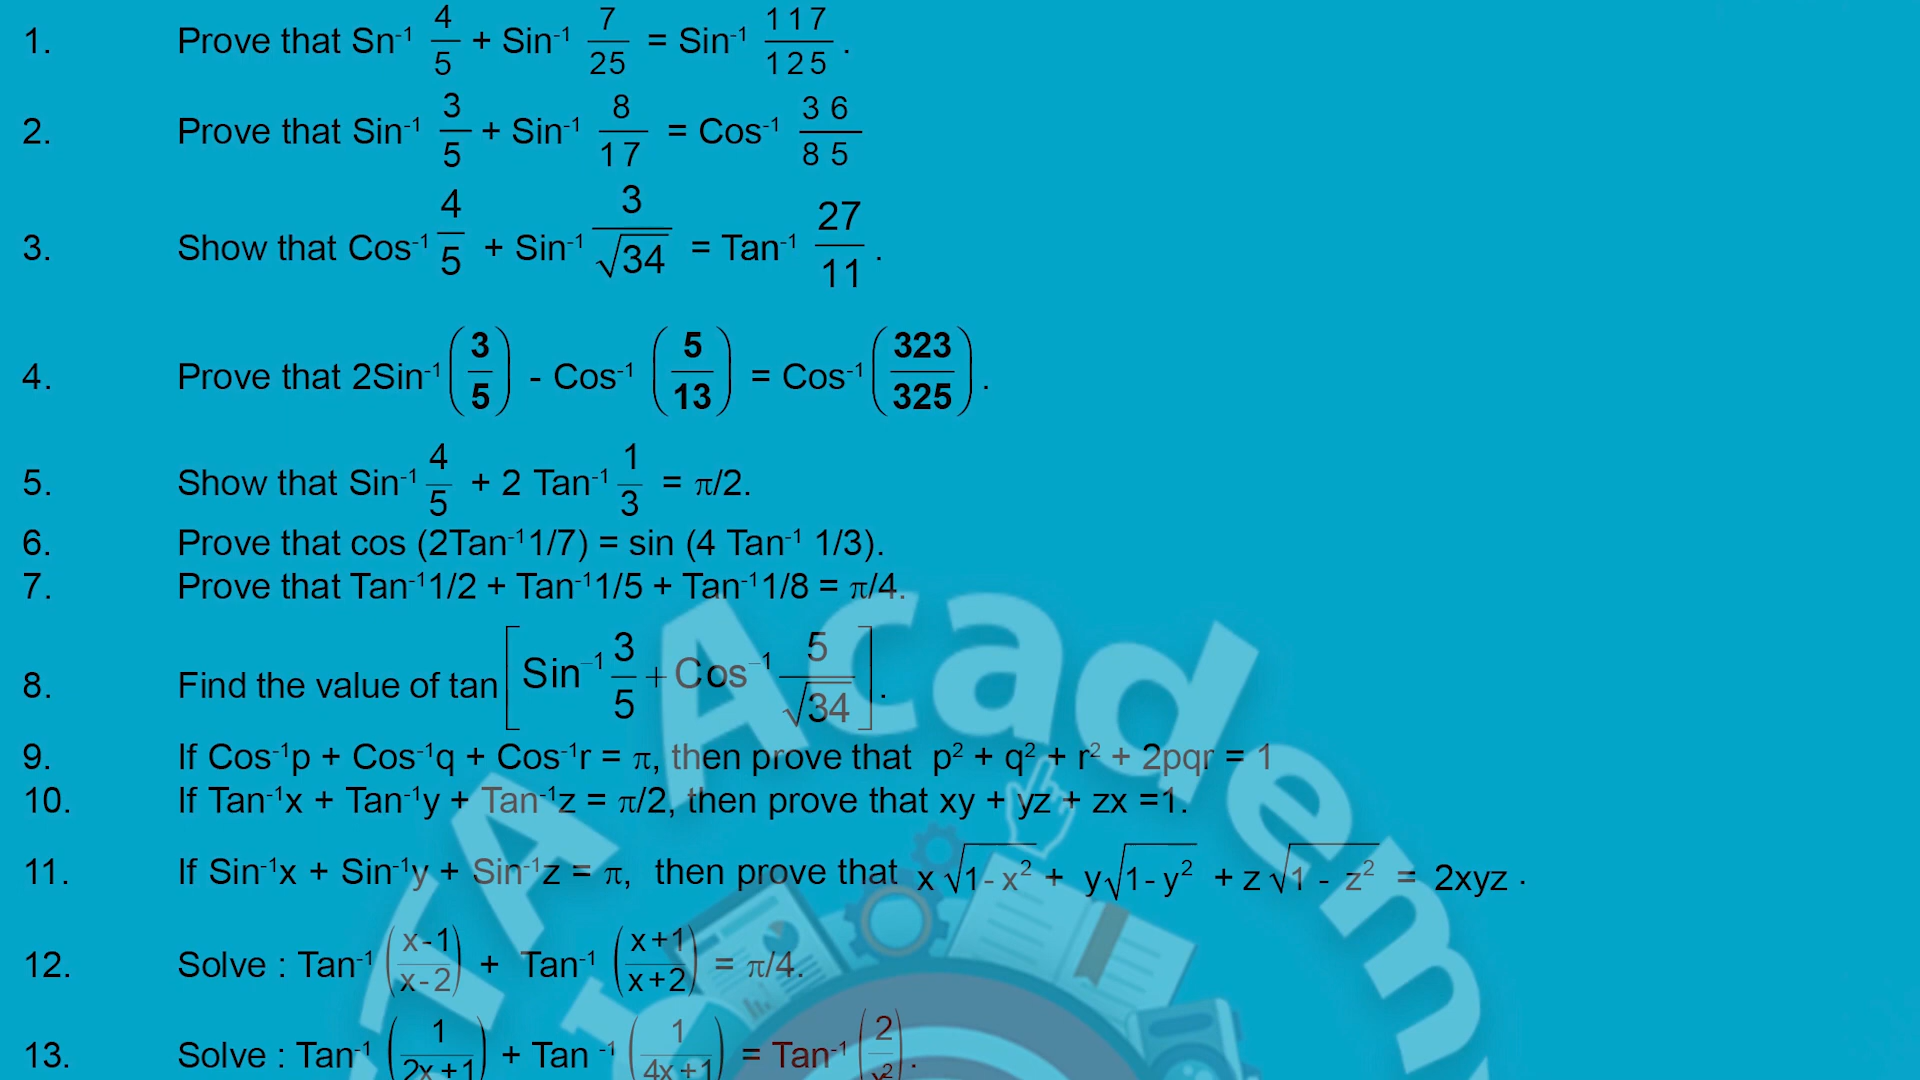 1. Prove that Sn⁻¹ 4/5 + Sin⁻¹ 7/25 = Sin⁻¹ 117/125 .
2. Prove that Sin⁻¹ 3/5 + Sin⁻¹ 8/17 = Cos⁻¹ 36/85
3. Show that Cos⁻¹ 4/5 + Sin⁻¹ 3/√34 = Tan⁻¹ 27/11 .
4. Prove that 2Sin⁻¹ (3/5) - Cos⁻¹ (5/13) = Cos⁻¹ (323/325) .
5. Show that Sin⁻¹ 4/5 + 2 Tan⁻¹ 1/3 = π/2.
6. Prove that cos (2Tan⁻¹1/7) = sin (4 Tan⁻¹ 1/3).
7. Prove that Tan⁻¹1/2 + Tan⁻¹1/5 + Tan⁻¹1/8 = π/4.
8. Find the value of tan [Sin⁻¹ 3/5 + Cos⁻¹ 5/√34] .
9. If Cos⁻¹p + Cos⁻¹q + Cos⁻¹r = π, then prove that p² + q² + r² + 2pqr = 1
10. If Tan⁻¹x + Tan⁻¹y + Tan⁻¹z = π/2, then prove that xy + yz + zx =1.
11. If Sin⁻¹x + Sin⁻¹y + Sin⁻¹z = π, then prove that x √(1-x²) + y√(1-y²) + z √(1 - z²) = 2xyz .
12. Solve : Tan⁻¹ ((x-1)/(x-2)) + Tan⁻¹ ((x+1)/(x+2)) = π/4.
13. Solve : Tan⁻¹ (1/(2x+1)) + Tan⁻¹ (1/(4x+1)) = Tan⁻¹ (2/x²) .
TA Academ